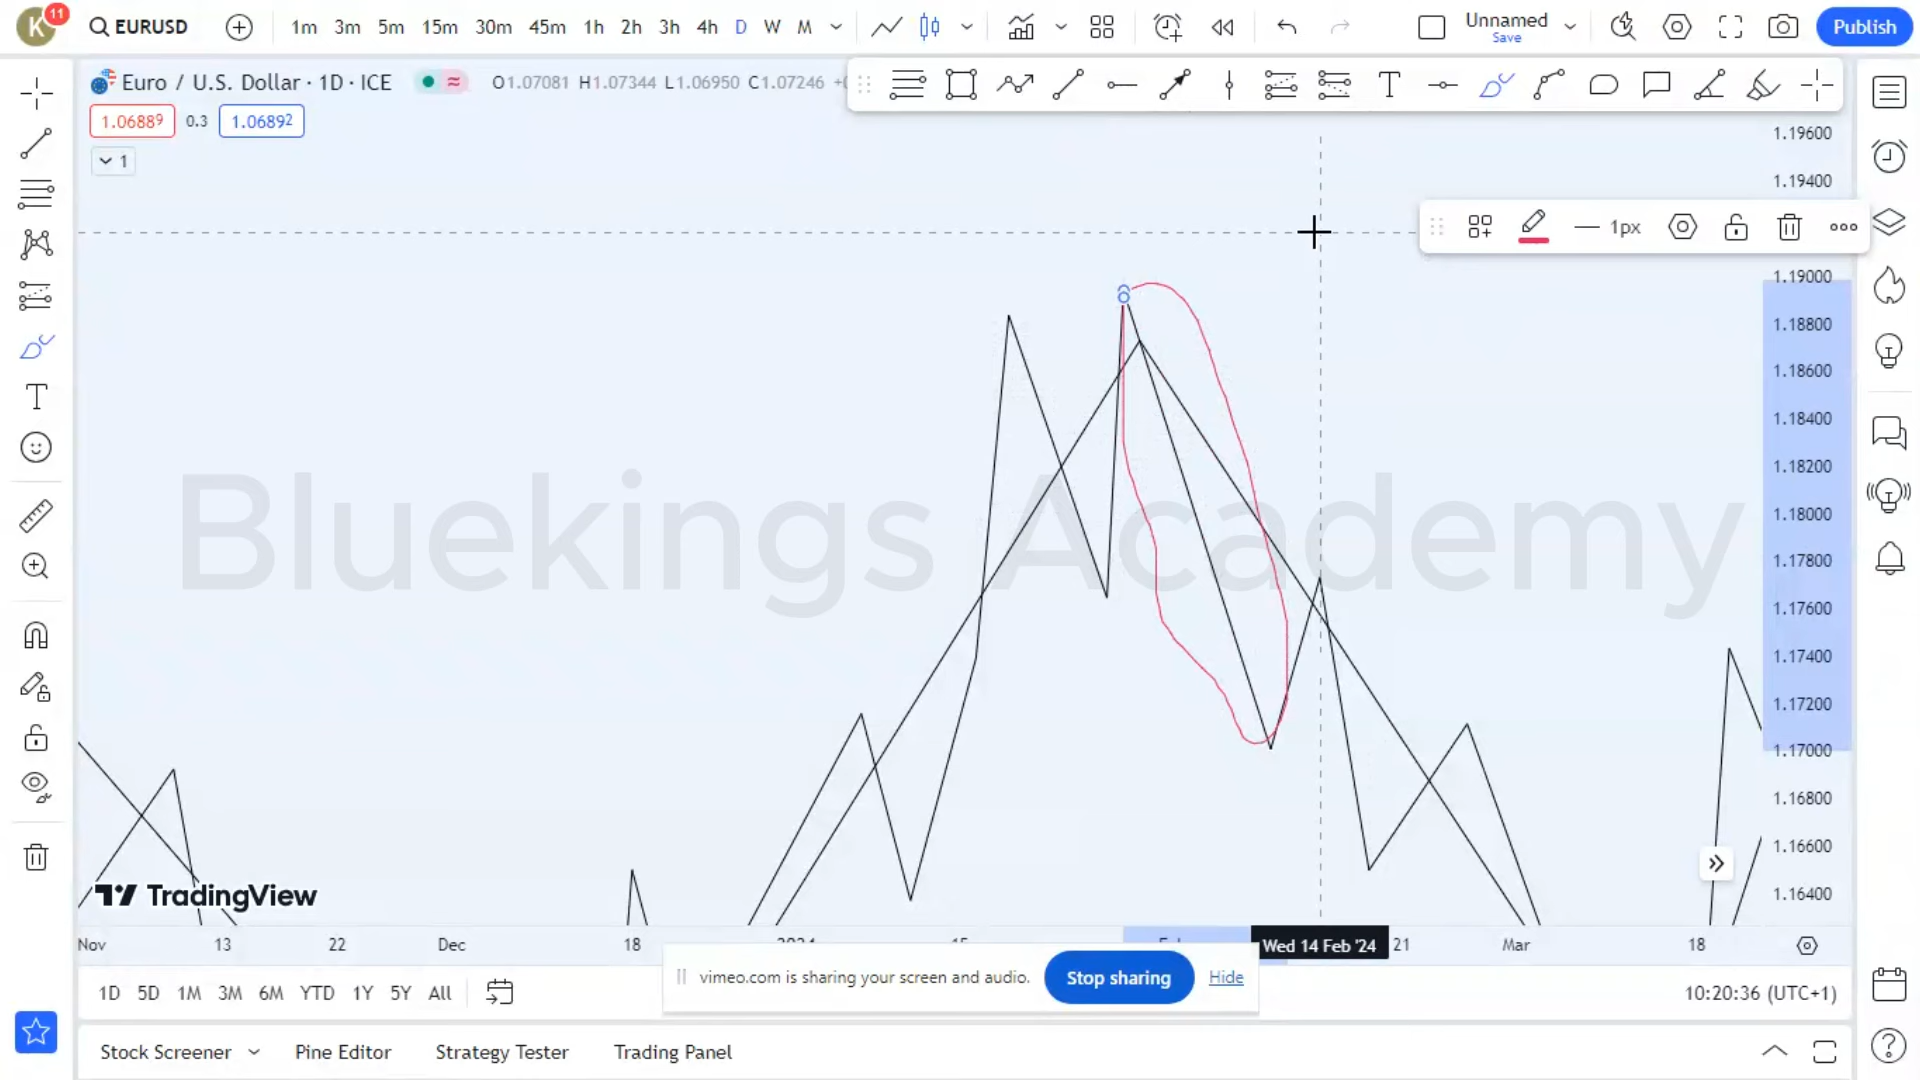 K
11
EURUSD
1m 3m 5m 15m 30m 45m 1h 2h 3h 4h D W M
Unnamed
Save
Publish
Euro / U.S. Dollar · 1D · ICE
O1.07081 H1.07344 L1.06950 C1.07246
1.06889 0.3 1.06892
1
1px
T
T
1.19600
1.19400
1.19000
1.18800
1.18600
1.18400
1.18200
1.18000
1.17800
1.17600
1.17400
1.17200
1.17000
1.16800
1.16600
1.16400
Bluekings Academy
TradingView
Nov 13 22 Dec 18 Wed 14 Feb '24 21 Mar 18
vimeo.com is sharing your screen and audio. Stop sharing Hide
1D 5D 1M 3M 6M YTD 1Y 5Y All
10:20:36 (UTC+1)
Stock Screener Pine Editor Strategy Tester Trading Panel